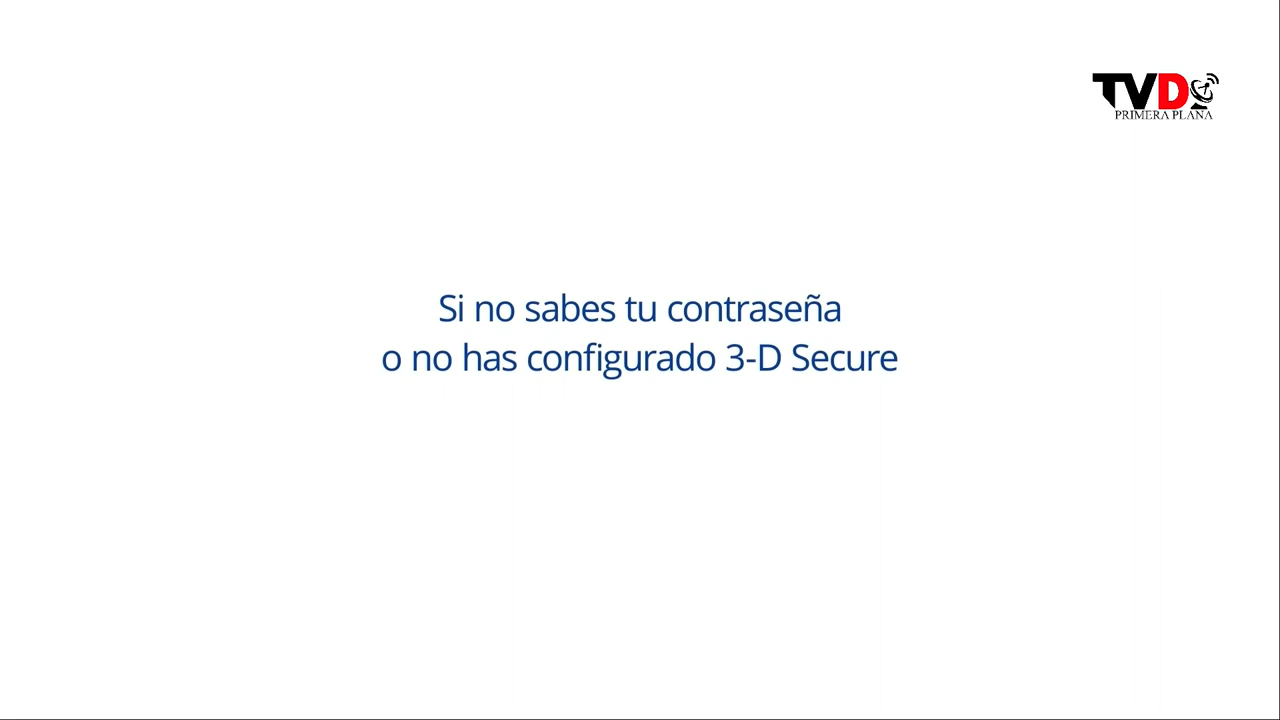 TVD
PRIMERA PLANA
Si no sabes tu contraseña
o no has configurado 3-D Secure